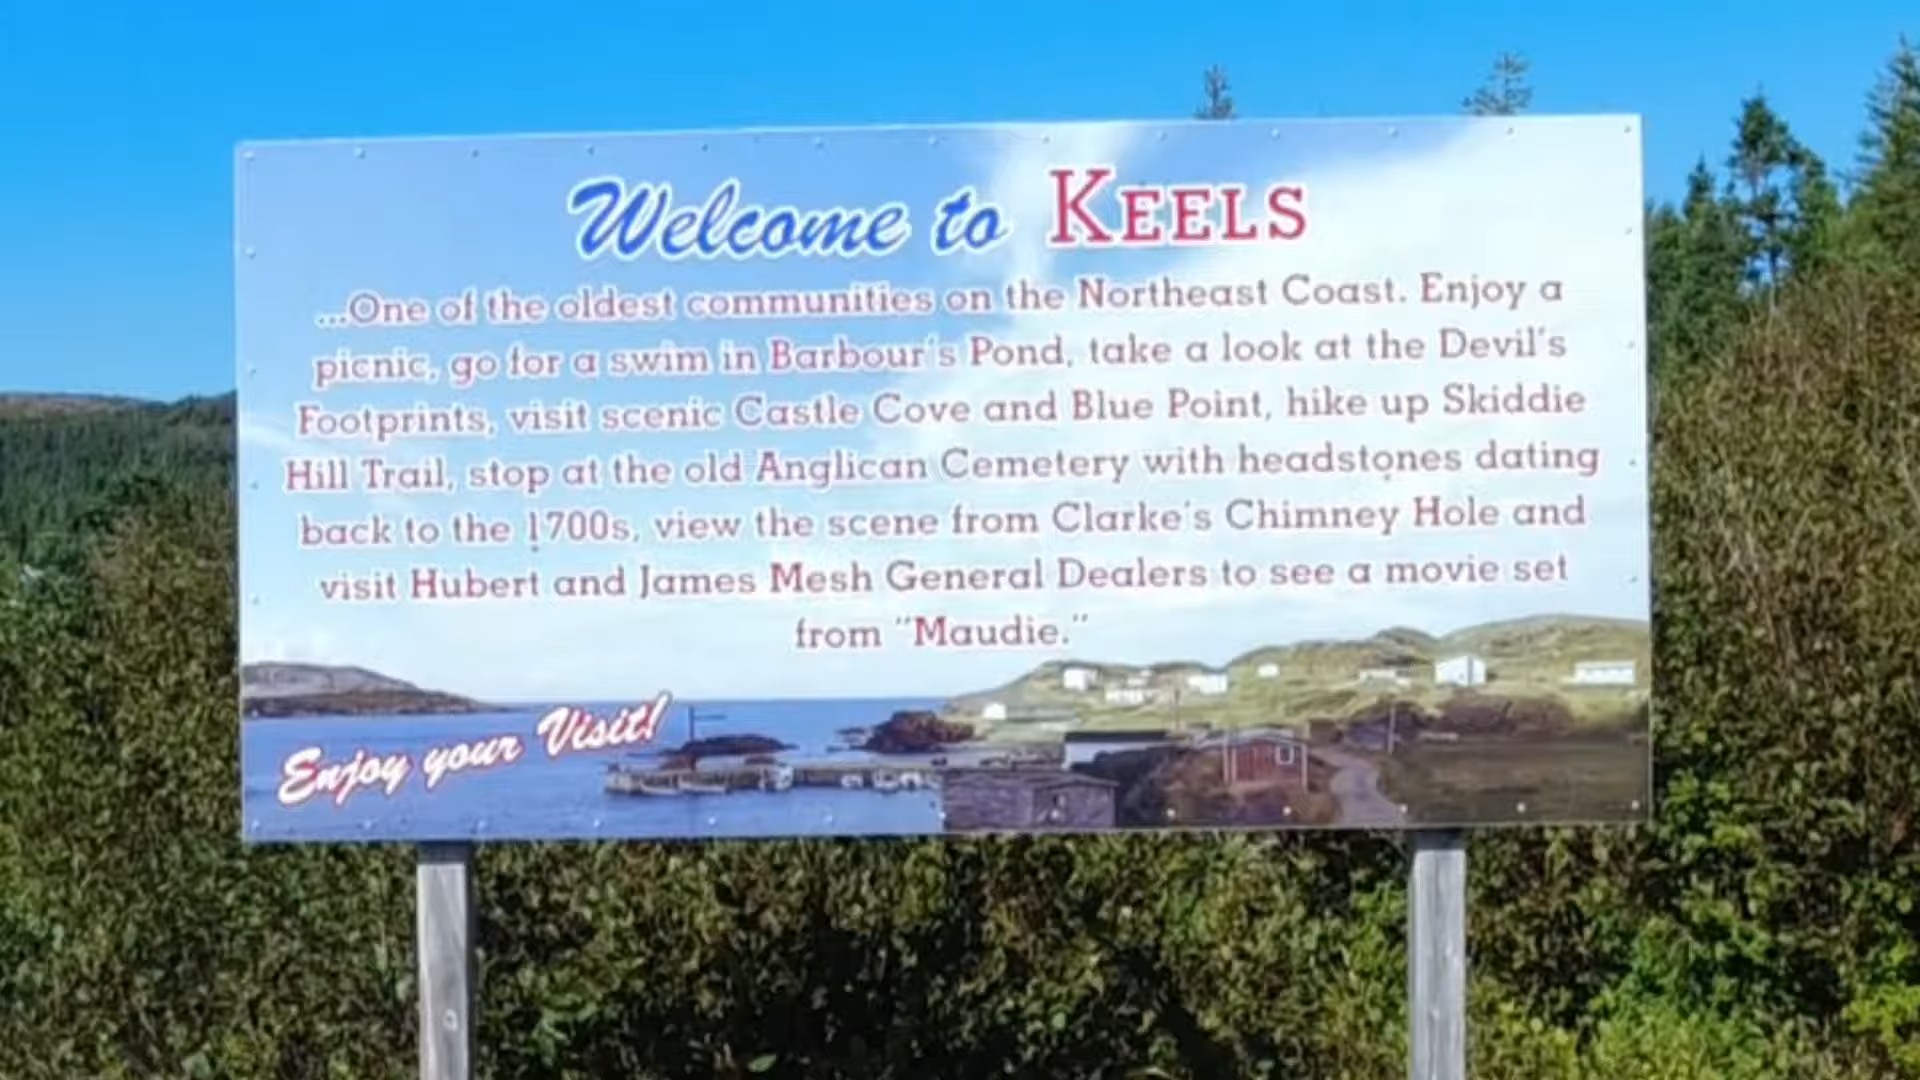 Welcome to KEELS
...One of the oldest communities on the Northeast Coast. Enjoy a
picnic, go for a swim in Barbour's Pond, take a look at the Devil's
Footprints, visit scenic Castle Cove and Blue Point, hike up Skiddie
Hill Trail, stop at the old Anglican Cemetery with headstones dating
back to the 1700s, view the scene from Clarke's Chimney Hole and
visit Hubert and James Mesh General Dealers to see a movie set
from "Maudie."
Enjoy your Visit!